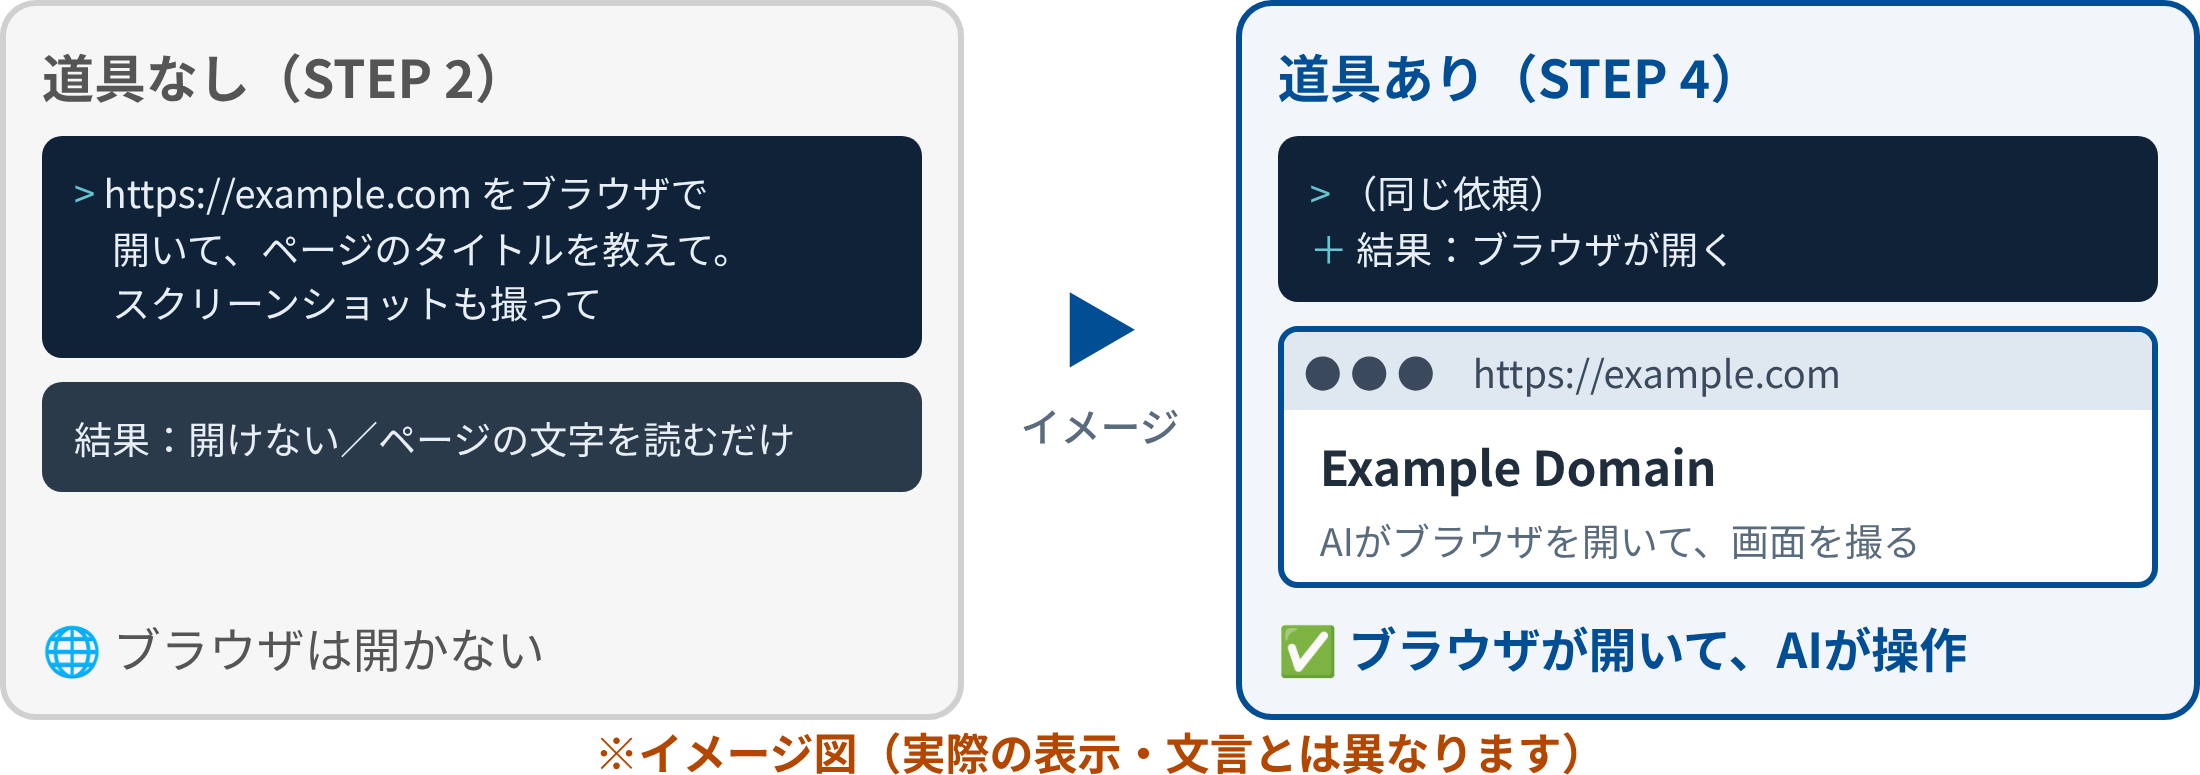 道具なし（STEP 2）
> https://example.com をブラウザで
開いて、ページのタイトルを教えて。
スクリーンショットも撮って
結果：開けない／ページの文字を読むだけ
🌐 ブラウザは開かない
▶
イメージ
道具あり（STEP 4）
> （同じ依頼）
＋ 結果：ブラウザが開く
●●● https://example.com
Example Domain
AIがブラウザを開いて、画面を撮る
✅ ブラウザが開いて、AIが操作
※イメージ図（実際の表示・文言とは異なります）